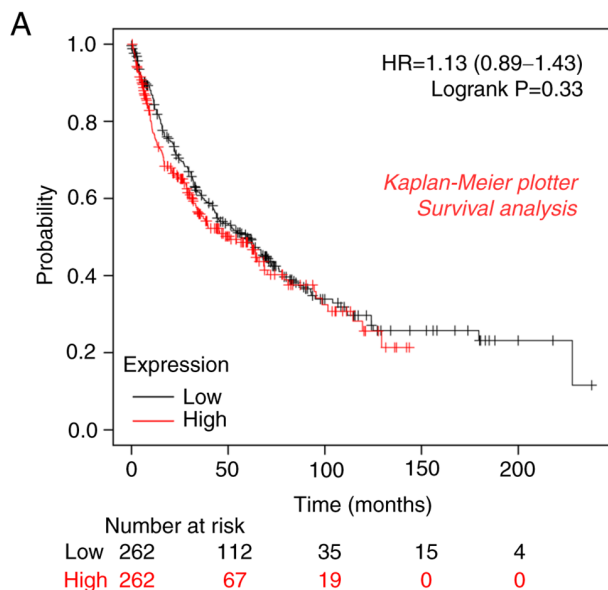 A
HR=1.13 (0.89–1.43)
Logrank P=0.33
Kaplan-Meier plotter
Survival analysis
Probability
1.0
0.8
0.6
0.4
0.2
0.0
Expression
Low
High
0 50 100 150 200
Time (months)
Number at risk
Low 262 112 35 15 4
High 262 67 19 0 0